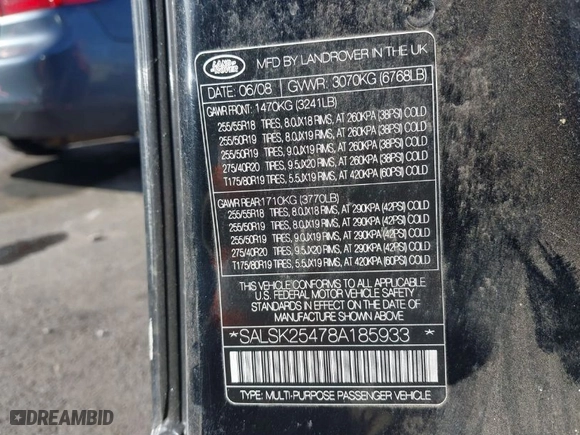 LAND
ROVER
MFD BY LANDROVER IN THE UK
DATE: 06/08 GVWR: 3070KG (6768LB)
GAWR FRONT: 1470KG (3241LB)
255/55R18 TIRES, 8.0JX18 RIMS, AT 260KPA (38PSI) COLD
255/50R19 TIRES, 8.0JX19 RIMS, AT 260KPA (38PSI) COLD
255/50R19 TIRES, 9.0JX19 RIMS, AT 260KPA (38PSI) COLD
275/40R20 TIRES, 9.5JX20 RIMS, AT 260KPA (38PSI) COLD
T175/80R19 TIRES, 5.5JX19 RIMS, AT 420KPA (60PSI) COLD
GAWR REAR: 1710KG (3770LB)
255/55R18 TIRES, 8.0JX18 RIMS, AT 290KPA (42PSI) COLD
255/50R19 TIRES, 8.0JX19 RIMS, AT 290KPA (42PSI) COLD
255/50R19 TIRES, 9.0JX19 RIMS, AT 290KPA (42PSI) COLD
275/40R20 TIRES, 9.5JX20 RIMS, AT 290KPA (42PSI) COLD
T175/80R19 TIRES, 5.5JX19 RIMS, AT 420KPA (60PSI) COLD
THIS VEHICLE CONFORMS TO ALL APPLICABLE
U.S. FEDERAL MOTOR VEHICLE SAFETY
STANDARDS IN EFFECT ON THE DATE OF
MANUFACTURE SHOWN ABOVE
*SALSK25478A185933 *
TYPE: MULTI-PURPOSE PASSENGER VEHICLE
DREAMBID